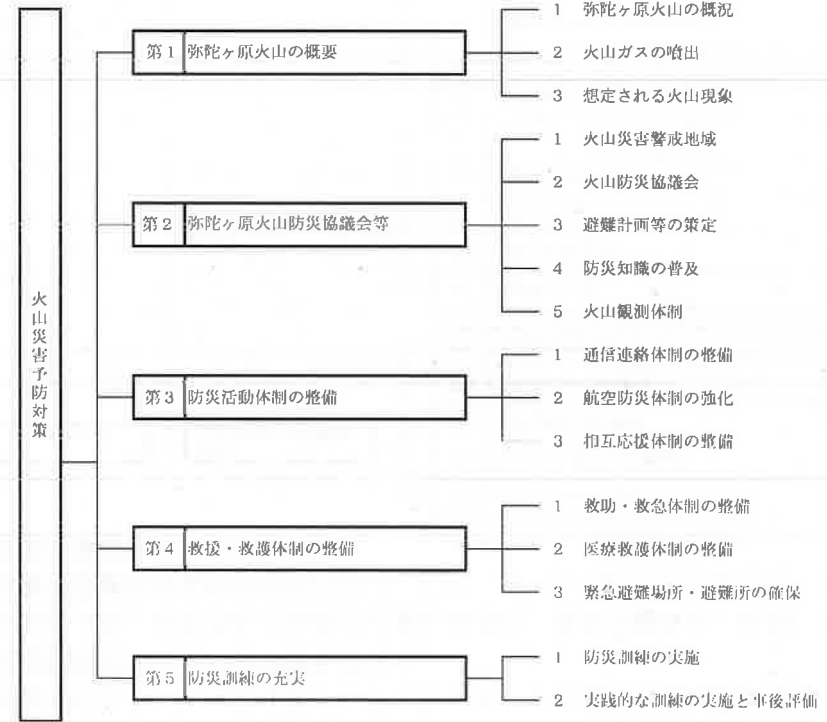 火山災害予防対策
第1 弥陀ヶ原火山の概要
1 弥陀ヶ原火山の概況
2 火山ガスの噴出
3 想定される火山現象
第2 弥陀ヶ原火山防災協議会等
1 火山災害警戒地域
2 火山防災協議会
3 避難計画等の策定
4 防災知識の普及
5 火山観測体制
第3 防災活動体制の整備
1 通信連絡体制の整備
2 航空防災体制の強化
3 相互応援体制の整備
第4 救援・救護体制の整備
1 救助・救急体制の整備
2 医療救護体制の整備
3 緊急避難場所・避難所の確保
第5 防災訓練の充実
1 防災訓練の実施
2 実践的な訓練の実施と事後評価